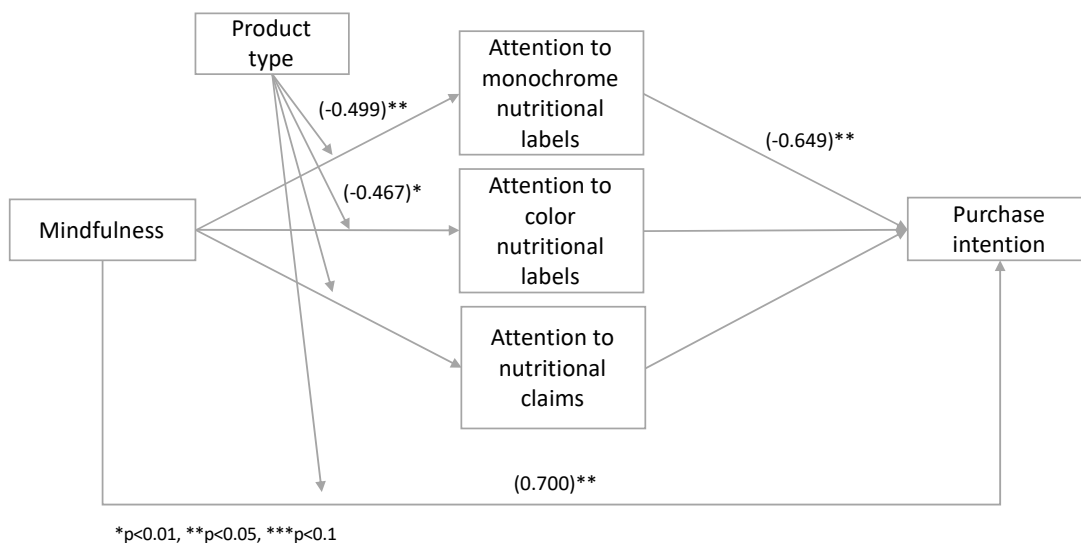 Product
type
Attention to
monochrome
nutritional
labels
(-0.499)**
(-0.649)**
(-0.467)*
Mindfulness
Attention to
color
nutritional
labels
Purchase
intention
Attention to
nutritional
claims
(0.700)**
*p<0.01, **p<0.05, ***p<0.1